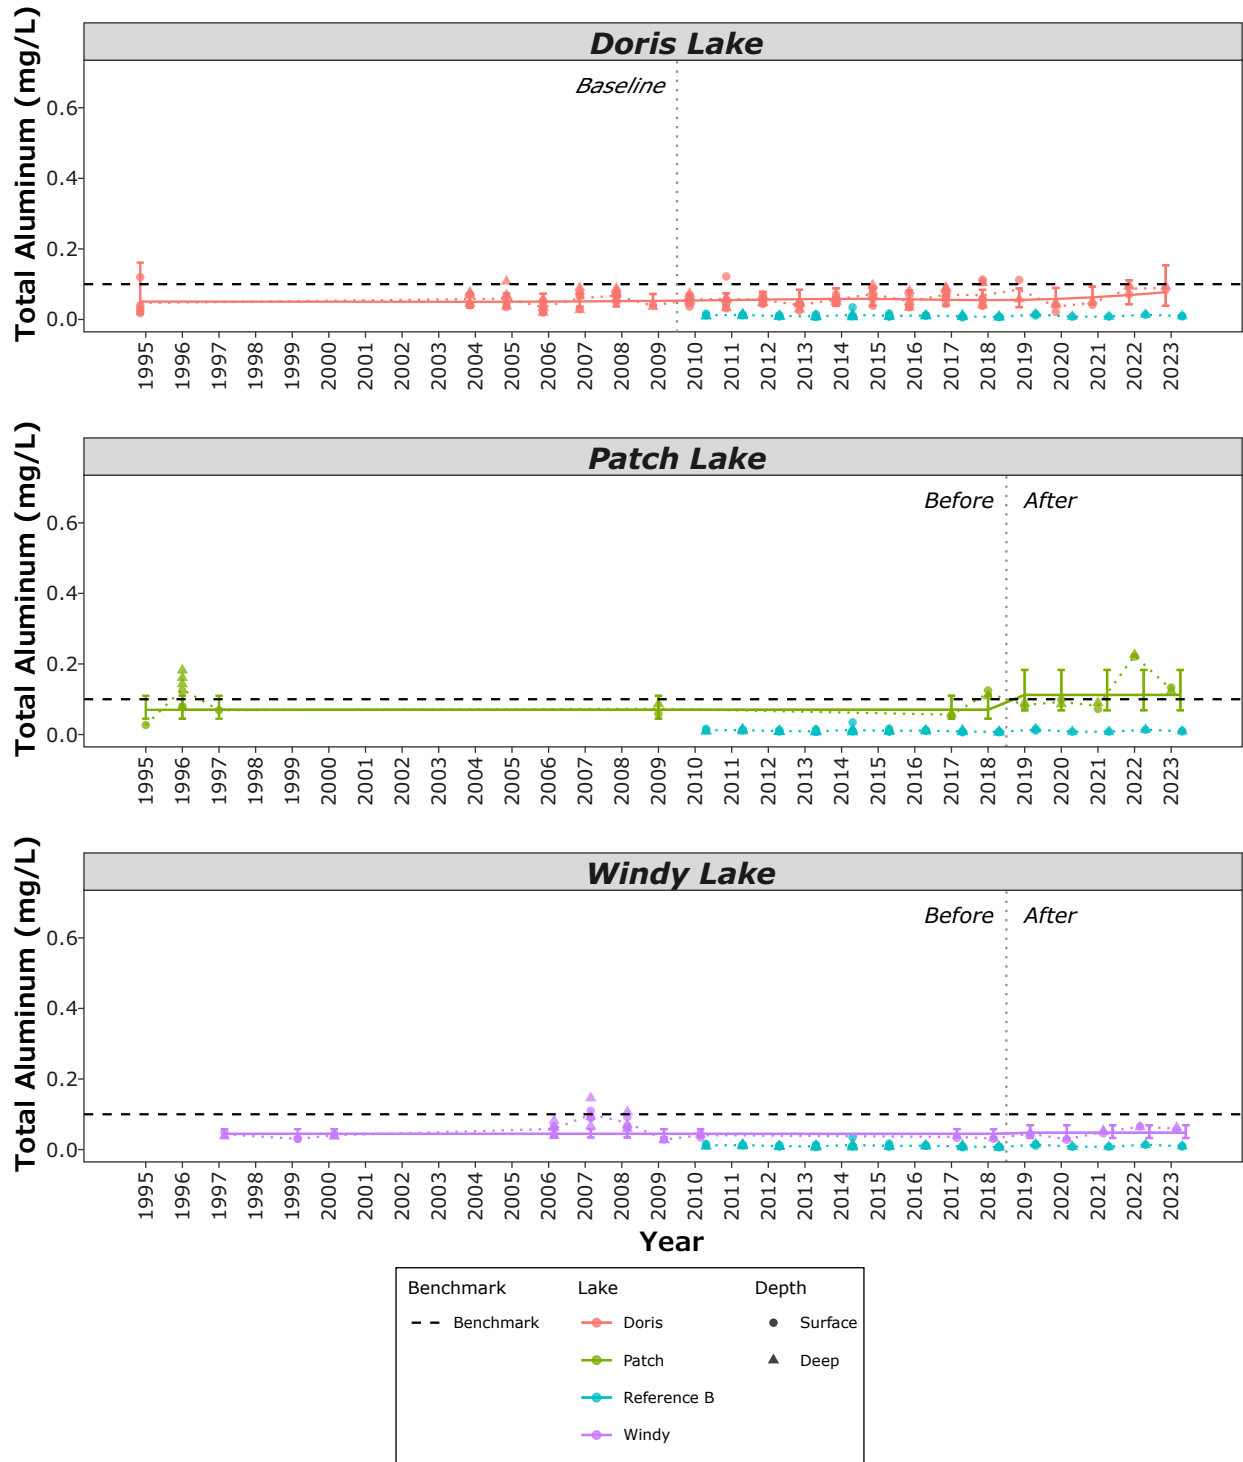 Doris Lake
Total Aluminum (mg/L)
Baseline
0.6
0.4
0.2
0.0
1995 1996 1997 1998 1999 2000 2001 2002 2003 2004 2005 2006 2007 2008 2009 2010 2011 2012 2013 2014 2015 2016 2017 2018 2019 2020 2021 2022 2023
Patch Lake
Total Aluminum (mg/L)
Before After
0.6
0.4
0.2
0.0
1995 1996 1997 1998 1999 2000 2001 2002 2003 2004 2005 2006 2007 2008 2009 2010 2011 2012 2013 2014 2015 2016 2017 2018 2019 2020 2021 2022 2023
Windy Lake
Total Aluminum (mg/L)
Before After
0.6
0.4
0.2
0.0
1995 1996 1997 1998 1999 2000 2001 2002 2003 2004 2005 2006 2007 2008 2009 2010 2011 2012 2013 2014 2015 2016 2017 2018 2019 2020 2021 2022 2023
Year
Benchmark Lake Depth
Benchmark Doris Surface
Patch Deep
Reference B
Windy